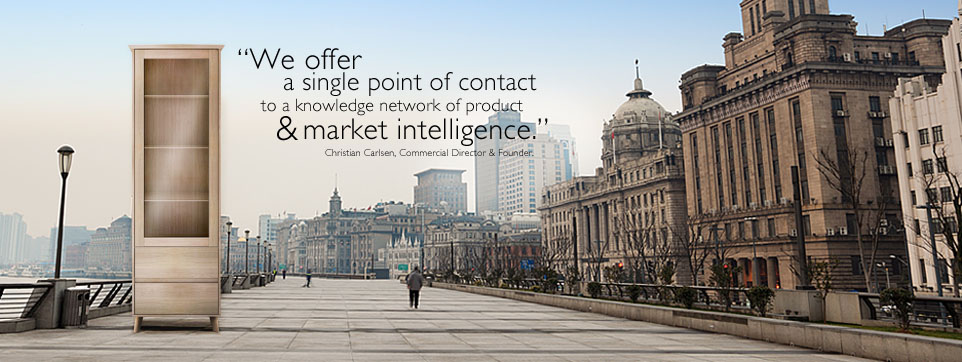 “We offer
a single point of contact
to a knowledge network of product
& market intelligence.”
Christian Carlsen, Commercial Director & Founder.